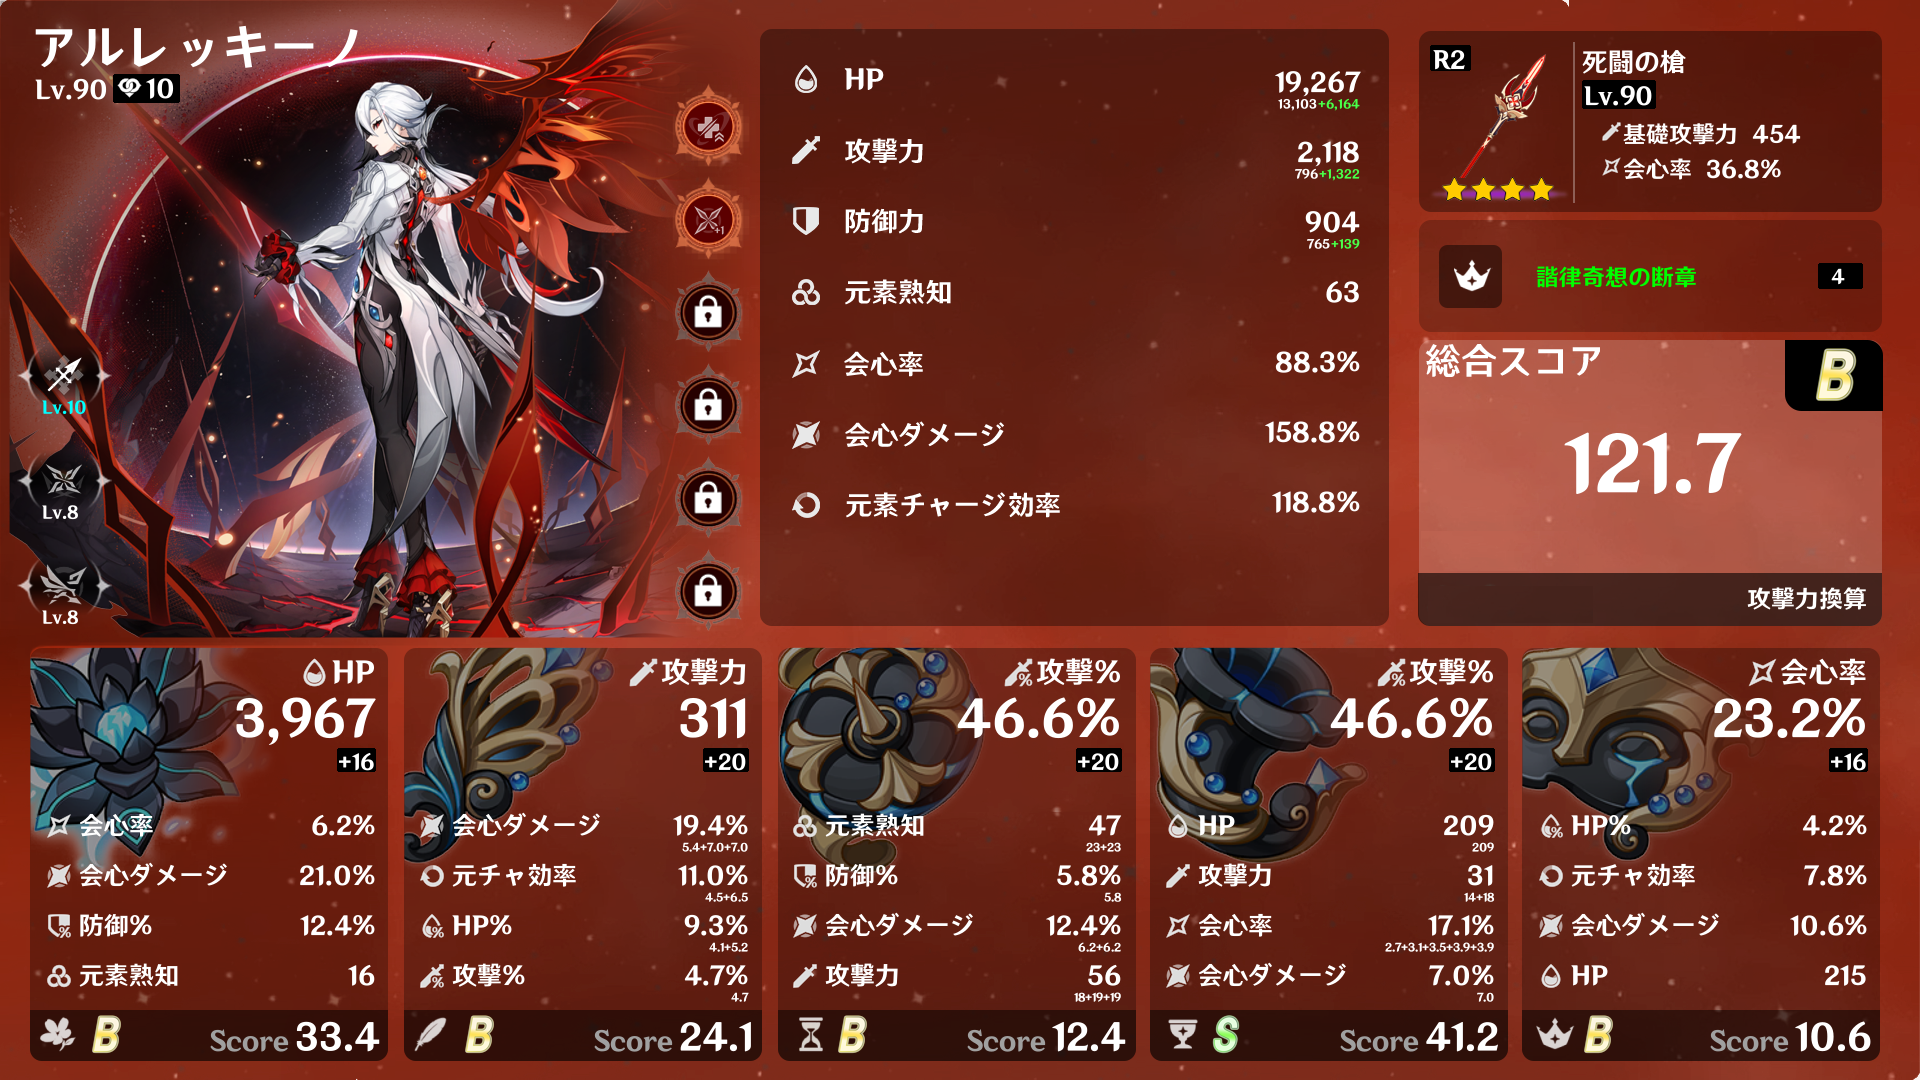 アルレッキーノ
Lv.90 10
+1
Lv.10
Lv.8
Lv.8
HP 19,267
13,103+6,164
攻撃力 2,118
796+1,322
防御力 904
765+139
元素熟知 63
会心率 88.3%
会心ダメージ 158.8%
元素チャージ効率 118.8%
R2
死闘の槍
Lv.90
基礎攻撃力 454
会心率 36.8%
諧律奇想の断章 4
総合スコア B
121.7
攻撃力換算
HP
3,967
+16
会心率 6.2%
会心ダメージ 21.0%
防御% 12.4%
元素熟知 16
B Score 33.4
攻撃力
311
+20
会心ダメージ 19.4%
5.4+7.0+7.0
元チャ効率 11.0%
4.5+6.5
HP% 9.3%
4.1+5.2
攻撃% 4.7%
4.7
B Score 24.1
攻撃%
46.6%
+20
元素熟知 47
23+23
防御% 5.8%
5.8
会心ダメージ 12.4%
6.2+6.2
攻撃力 56
18+19+19
B Score 12.4
攻撃%
46.6%
+20
HP 209
209
攻撃力 31
14+18
会心率 17.1%
2.7+3.1+3.5+3.9+3.9
会心ダメージ 7.0%
7.0
S Score 41.2
会心率
23.2%
+16
HP% 4.2%
元チャ効率 7.8%
会心ダメージ 10.6%
HP 215
B Score 10.6